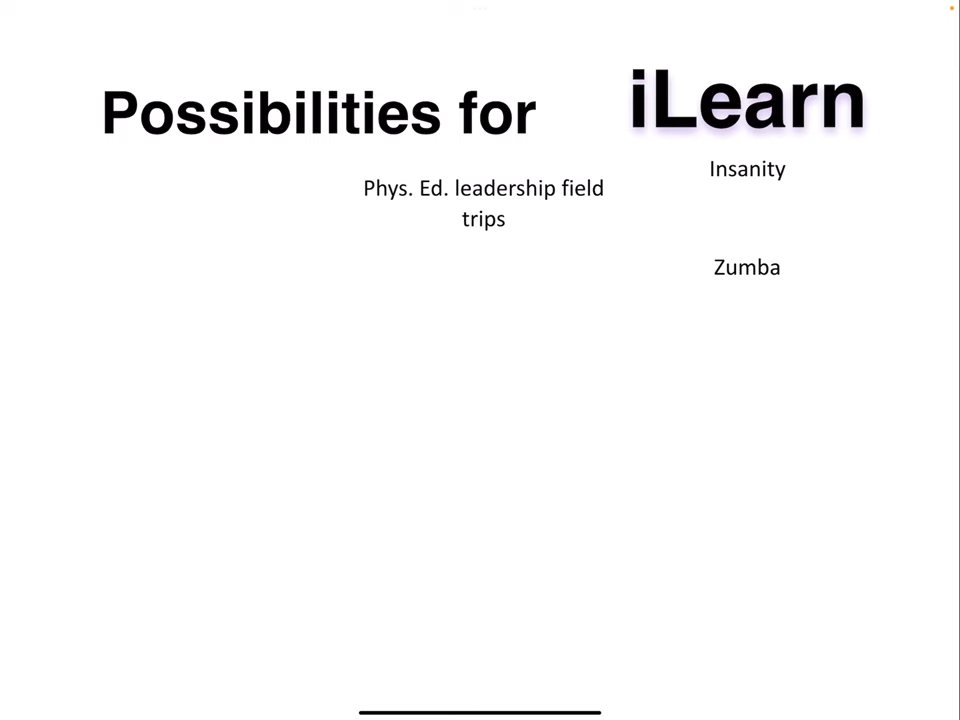 Possibilities for iLearn
Insanity
Phys. Ed. leadership field
trips
Zumba